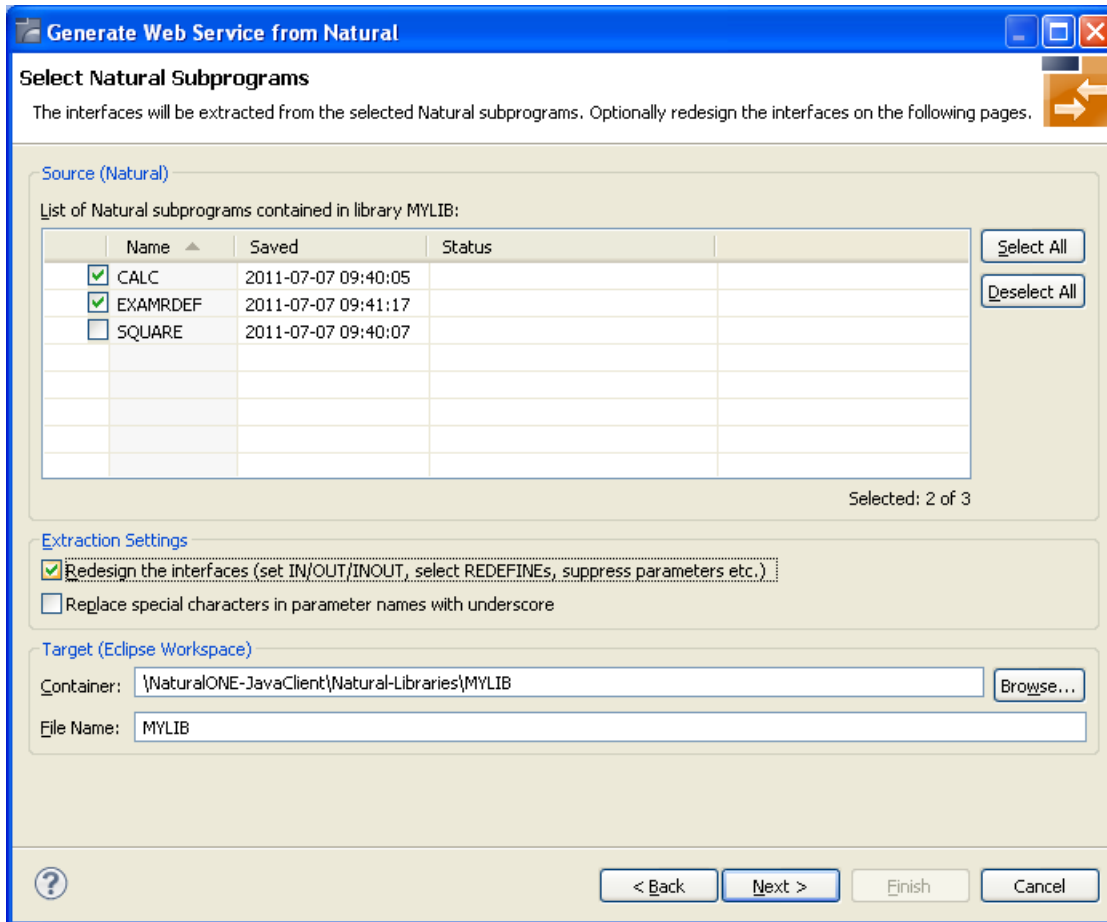 Generate Web Service from Natural
Select Natural Subprograms
The interfaces will be extracted from the selected Natural subprograms. Optionally redesign the interfaces on the following pages.
Source (Natural)
List of Natural subprograms contained in library MYLIB:
Name Saved Status
Select All
CALC 2011-07-07 09:40:05
Deselect All
EXAMRDEF 2011-07-07 09:41:17
SQUARE 2011-07-07 09:40:07
Selected: 2 of 3
Extraction Settings
Redesign the interfaces (set IN/OUT/INOUT, select REDEFINEs, suppress parameters etc.)
Replace special characters in parameter names with underscore
Target (Eclipse Workspace)
Container: \NaturalONE-JavaClient\Natural-Libraries\MYLIB Browse...
File Name: MYLIB
? < Back Next > Finish Cancel